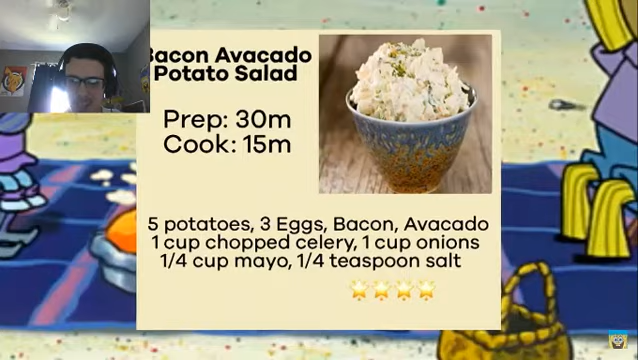 Bacon Avacado
Potato Salad
Prep: 30m
Cook: 15m
5 potatoes, 3 Eggs, Bacon, Avacado
1 cup chopped celery, 1 cup onions
1/4 cup mayo, 1/4 teaspoon salt